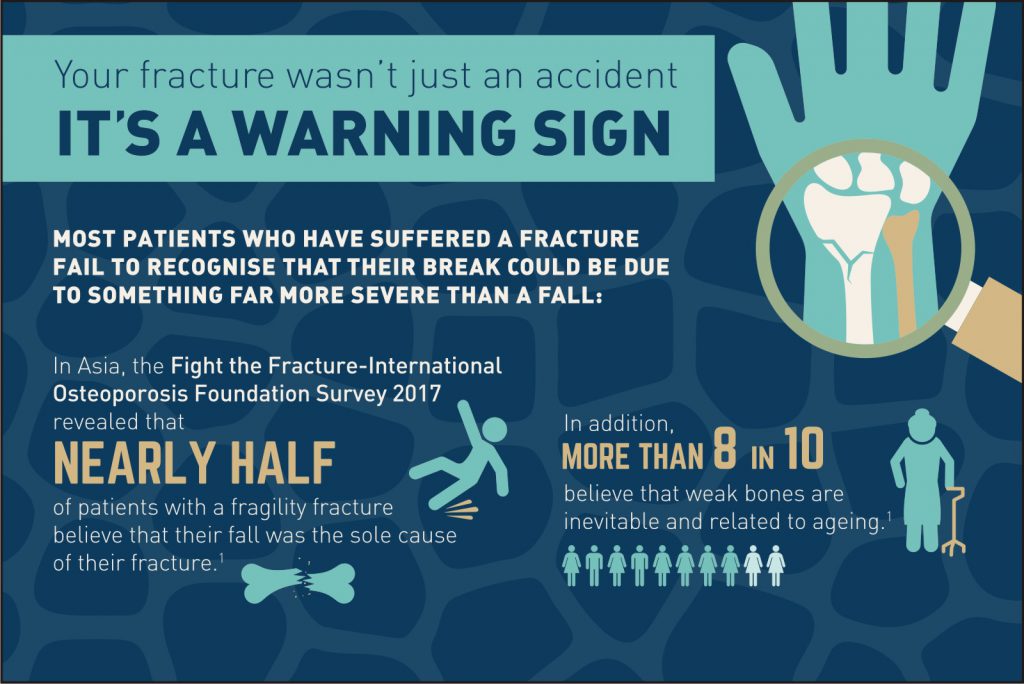 Your fracture wasn't just an accident
IT'S A WARNING SIGN
MOST PATIENTS WHO HAVE SUFFERED A FRACTURE
FAIL TO RECOGNISE THAT THEIR BREAK COULD BE DUE
TO SOMETHING FAR MORE SEVERE THAN A FALL:
In Asia, the Fight the Fracture-International
Osteoporosis Foundation Survey 2017
revealed that
NEARLY HALF
of patients with a fragility fracture
believe that their fall was the sole cause
of their fracture.¹
In addition,
MORE THAN 8 IN 10
believe that weak bones are
inevitable and related to ageing.¹